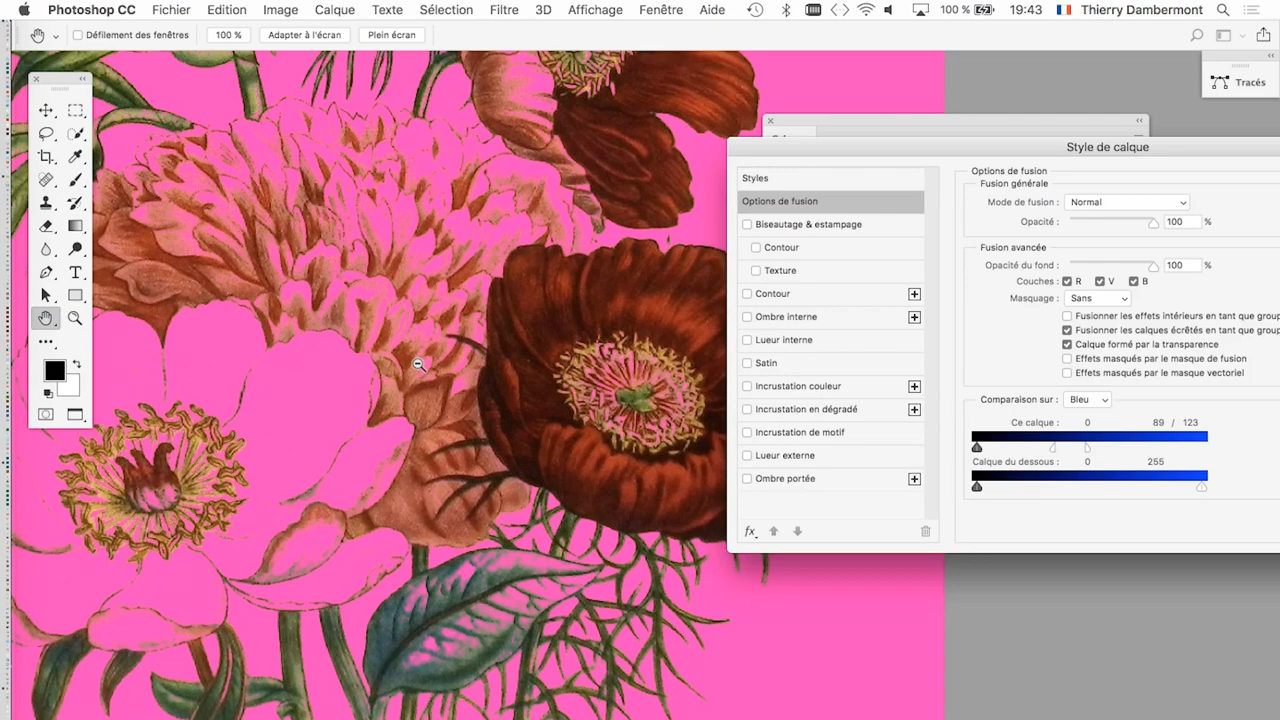 Photoshop CC Fichier Edition Image Calque Texte Sélection Filtre 3D Affichage Fenêtre Aide 100 % 19:43 Thierry Dambermont
Défilement des fenêtres 100 % Adapter à l'écran Plein écran
Tracés
Style de calque
Styles
Options de fusion
Biseautage & estampage
Contour
Texture
Contour
Ombre interne
Lueur interne
Satin
Incrustation couleur
Incrustation en dégradé
Incrustation de motif
Lueur externe
Ombre portée
fx
Options de fusion
Fusion générale
Mode de fusion : Normal
Opacité : 100 %
Fusion avancée
Opacité du fond : 100 %
Couches : R V B
Masquage : Sans
Fusionner les effets intérieurs en tant que group
Fusionner les calques écrêtés en tant que group
Calque formé par la transparence
Effets masqués par le masque de fusion
Effets masqués par le masque vectoriel
Comparaison sur : Bleu
Ce calque : 0 89 / 123
Calque du dessous : 0 255